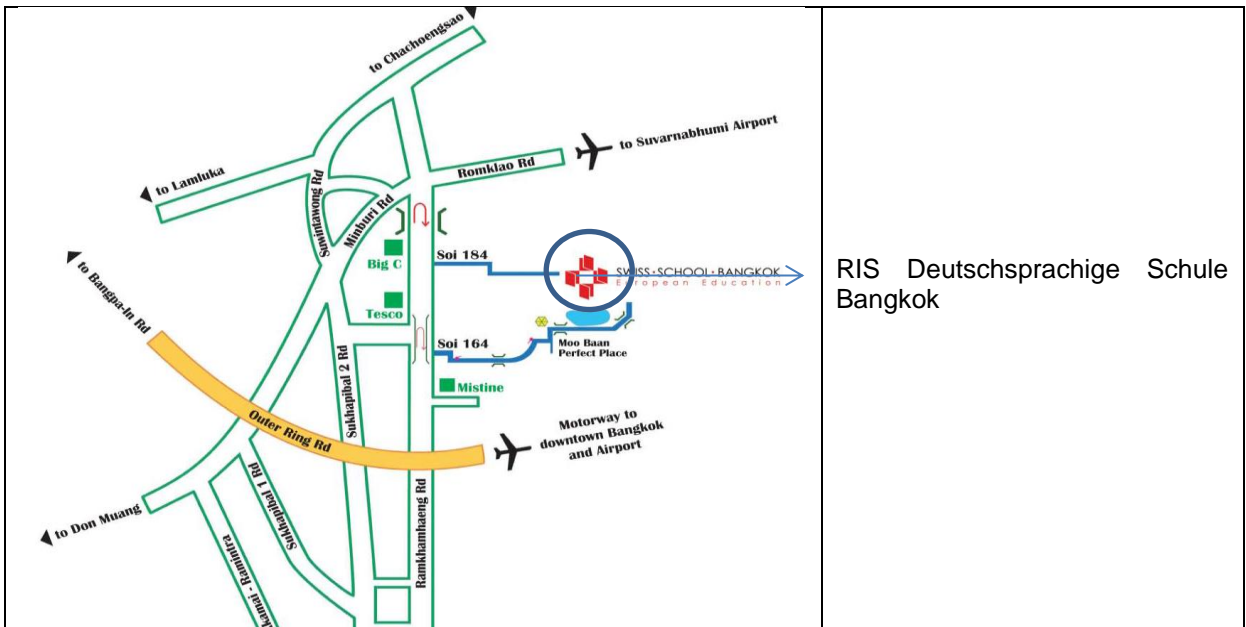 to Chachoengsao
to Suvarnabhumi Airport
Romklao Rd
to Lamluka
Minburi Rd
Big C
Soi 184
SWISS·SCHOOL·BANGKOK
European Education
RIS Deutschsprachige Schule
Bangkok
to Bangpa-In Rd
Tesco
Soi 164
Moo Baan
Perfect Place
Sukhapibal 2 Rd
Mistine
Outer Ring Rd
Motorway to
downtown Bangkok
and Airport
Sukhapibal 1 Rd
Ramkhamhaeng Rd
to Don Muang
- Ramintra